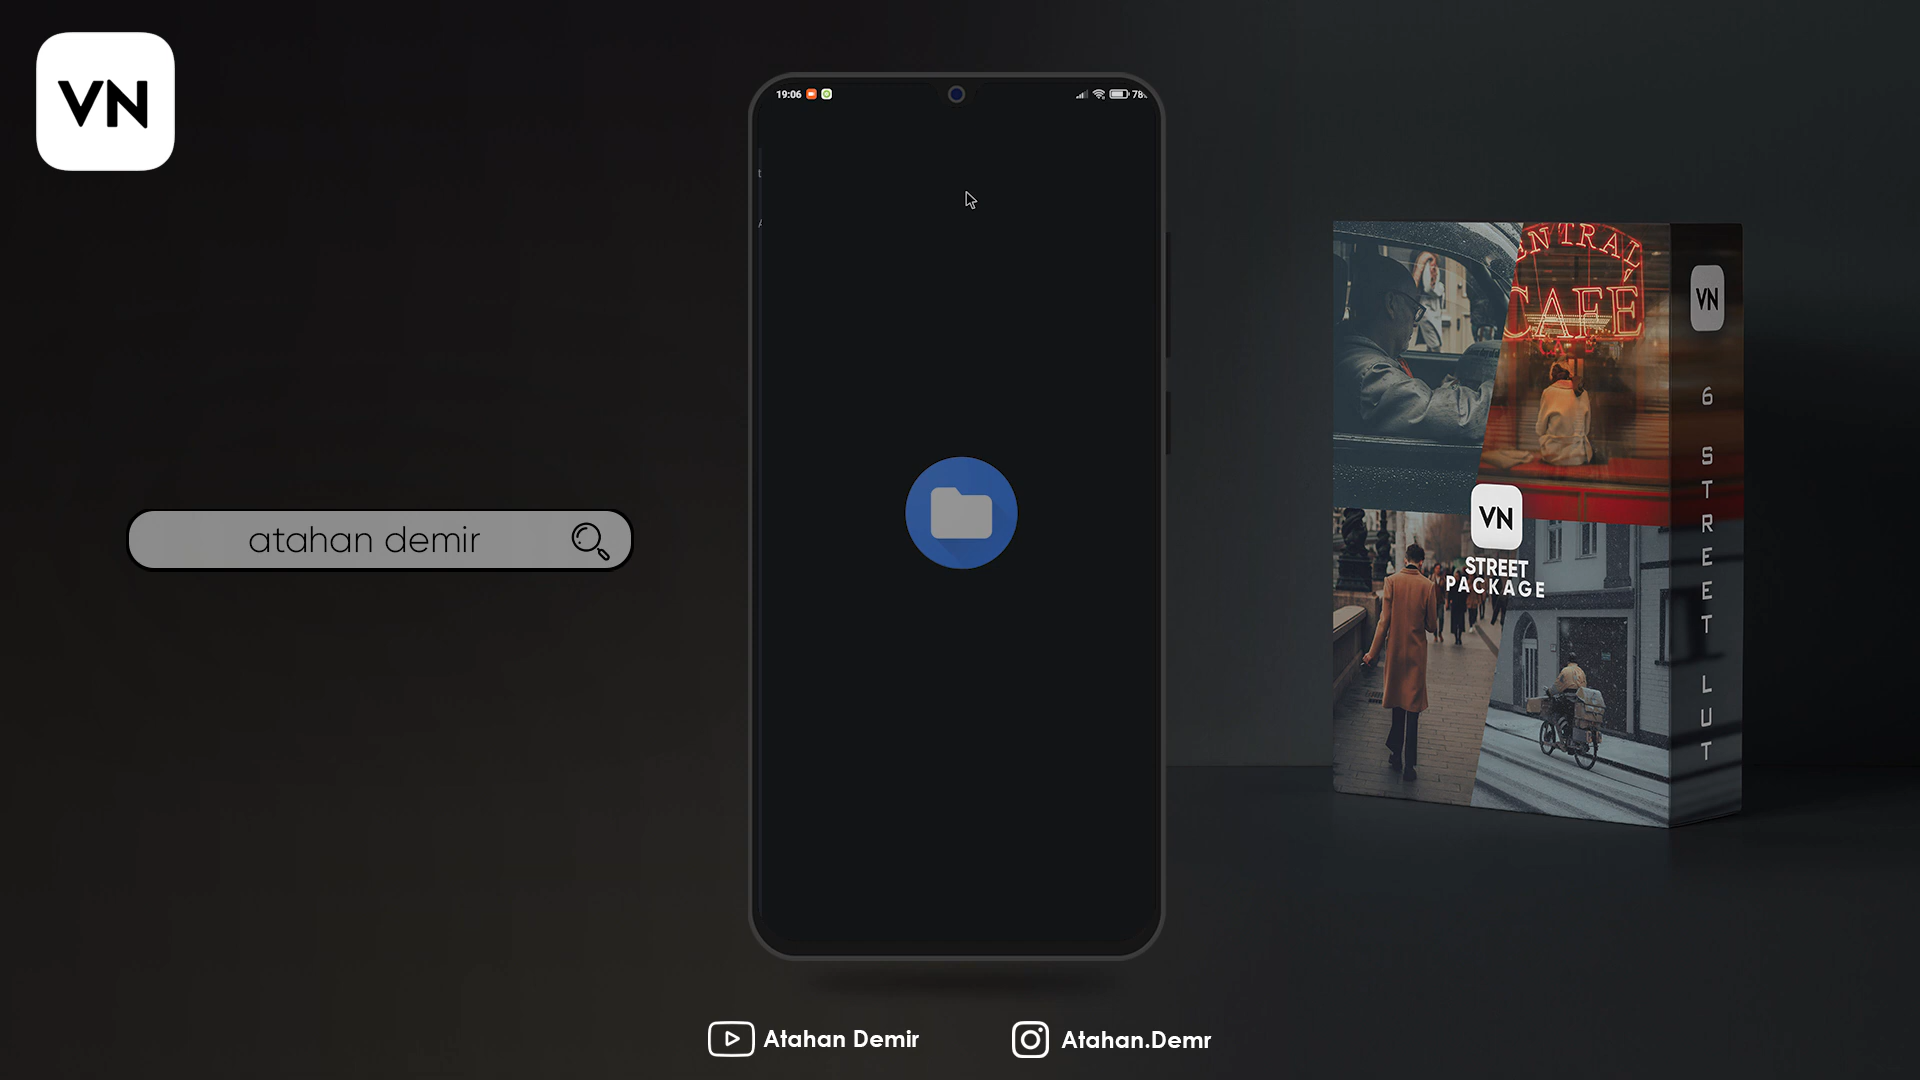 VN
19:06
78
atahan demir
CENTRAL
CAFÉ
CAFE
VN
STREET
PACKAGE
VN
6 STREET LUT
Atahan Demir
Atahan.Demr